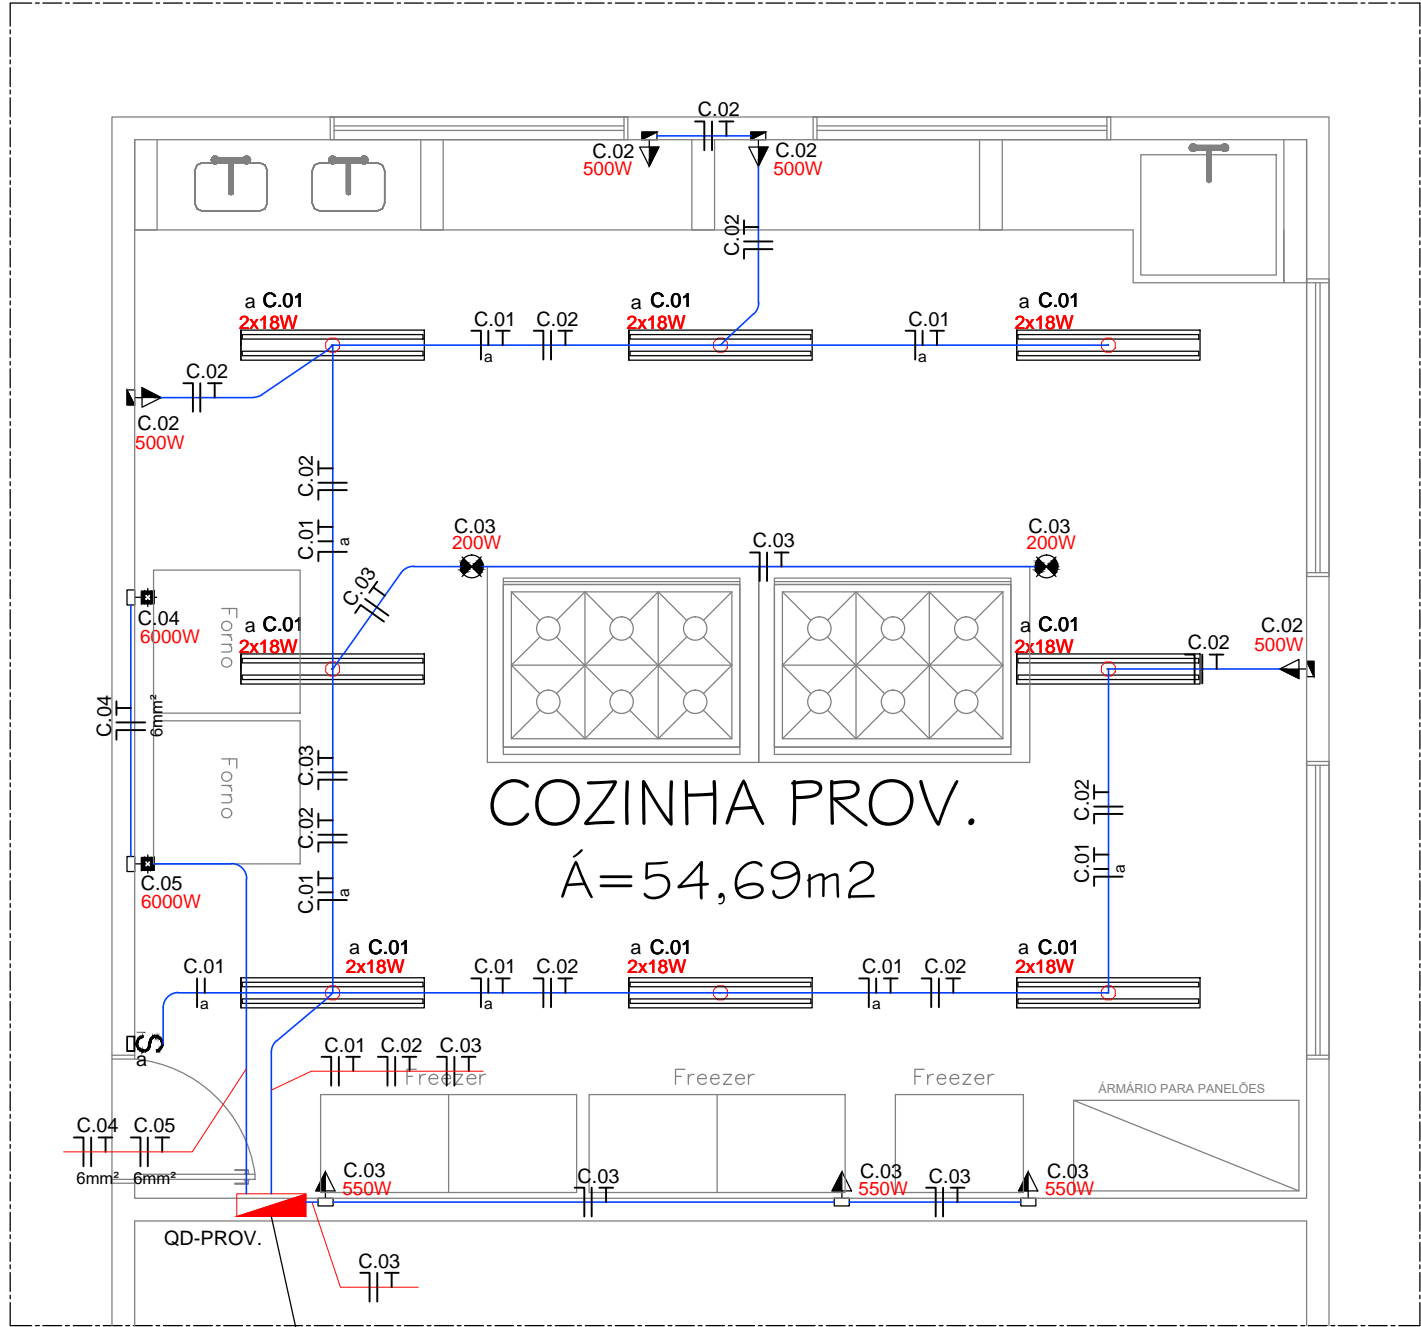 C.02
C.02
500W
C.02
500W
C.02
a C.01
2x18W
C.01
a
C.02
a C.01
2x18W
C.01
a
a C.01
2x18W
C.02
C.02
500W
C.02
C.01
a
C.03
200W
C.03
C.03
200W
C.03
C.04
6000W
Forno
a C.01
2x18W
a C.01
2x18W
C.02
C.02
500W
C.04
6mm²
Forno
C.03
C.02
C.01
a
COZINHA PROV.
Á=54,69m2
C.02
C.01
a
C.05
6000W
C.01
a
a C.01
2x18W
C.01
a
C.02
a C.01
2x18W
C.01
a
C.02
a C.01
2x18W
S
a
C.01
C.02
C.03
Freezer
Freezer
Freezer
ÁRMÁRIO PARA PANELÕES
C.04
6mm²
C.05
6mm²
C.03
550W
C.03
C.03
550W
C.03
C.03
550W
QD-PROV.
C.03